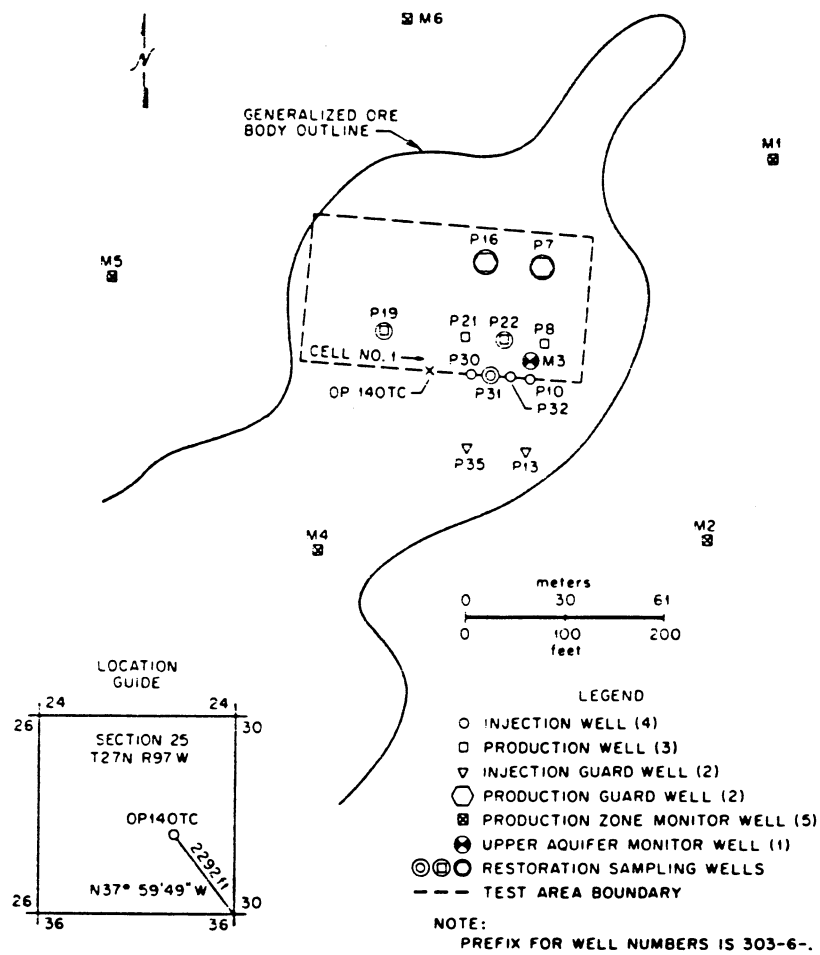 M6
N
GENERALIZED ORE
BODY OUTLINE
M1
M5
P16
P7
P19
P21
P22
P8
CELL NO. 1
P30
M3
OP 140TC
P31
P10
P32
P35
P13
M4
M2
meters
0 30 61
0 100 200
feet
LOCATION
GUIDE
24 24
26 30
SECTION 25
T27N R97W
OP140TC
2292ft
N37° 59'49"W
26 30
36 36
LEGEND
INJECTION WELL (4)
PRODUCTION WELL (3)
INJECTION GUARD WELL (2)
PRODUCTION GUARD WELL (2)
PRODUCTION ZONE MONITOR WELL (5)
UPPER AQUIFER MONITOR WELL (1)
RESTORATION SAMPLING WELLS
TEST AREA BOUNDARY
NOTE:
PREFIX FOR WELL NUMBERS IS 303-6-.